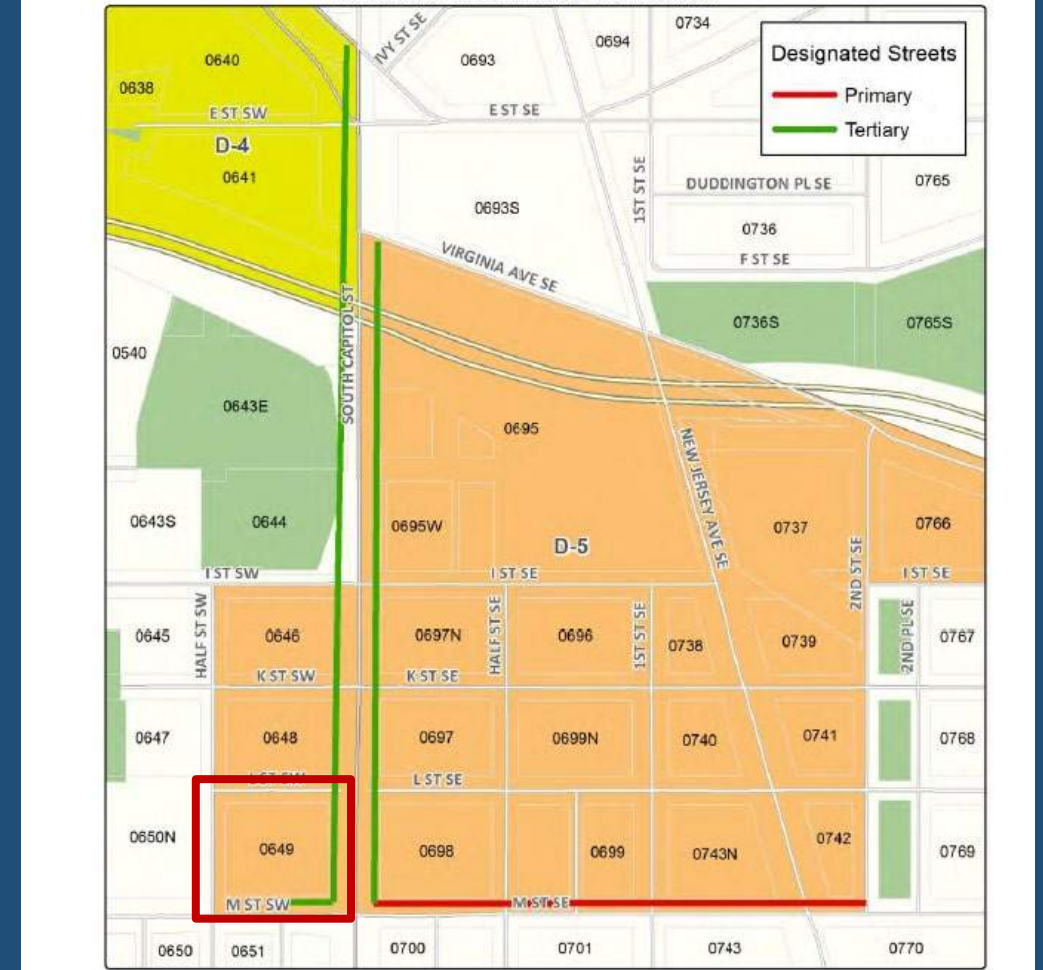 0734
IVY ST SE
0694
0693
0640
0638
Designated Streets
Primary
Tertiary
E ST SW
E ST SE
D-4
0641
1ST ST SE
DUDDINGTON PL SE
0765
0693S
0736
F ST SE
VIRGINIA AVE SE
SOUTH CAPITOL ST
0736S
0765S
0540
0643E
0695
NEW JERSEY AVE SE
0643S
0644
0695W
D-5
0737
0766
2ND ST SE
I ST SW
I ST SE
I ST SE
HALF ST SW
0645
0646
0697N
HALF ST SE
0696
1ST ST SE
0738
0739
2ND PL SE
0767
K ST SW
K ST SE
0647
0648
0697
0699N
0740
0741
0768
L ST SW
L ST SE
0650N
0649
0698
0699
0743N
0742
0769
M ST SW
M ST SE
0650
0651
0700
0701
0743
0770